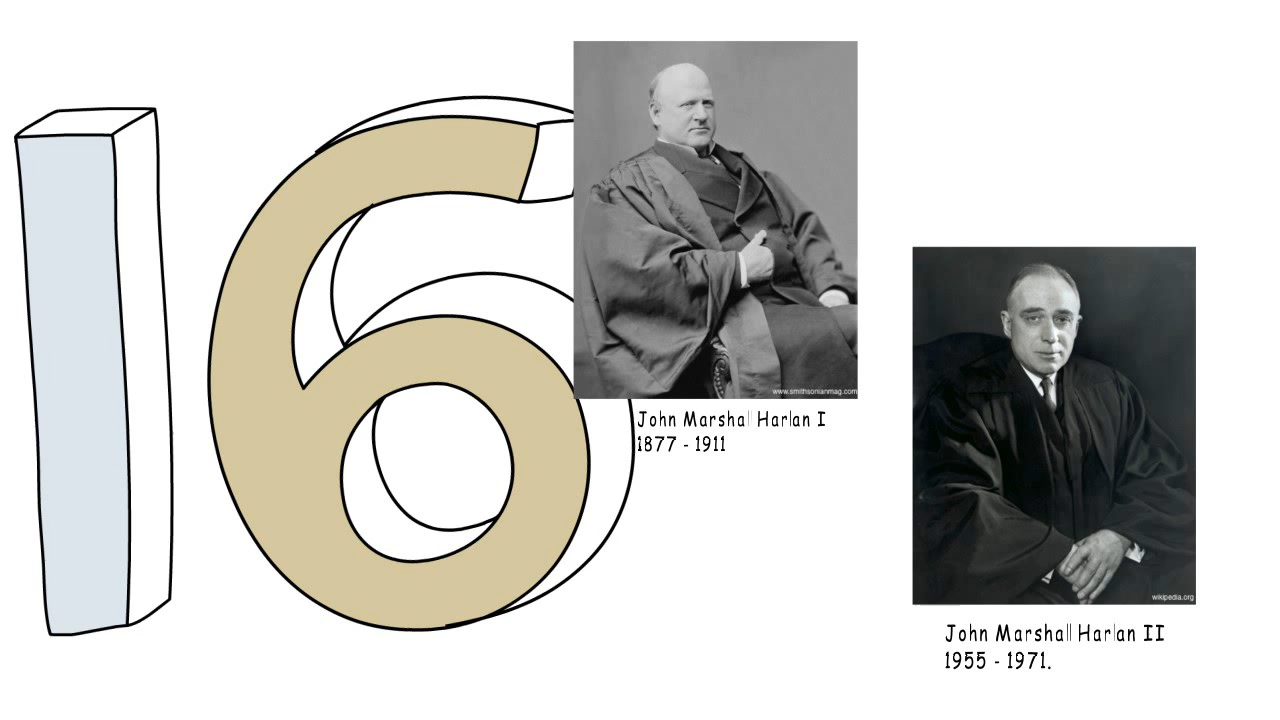 16
www.smithsonianmag.com
John Marshall Harlan I
1877 - 1911
wikipedia.org
John Marshall Harlan II
1955 - 1971.